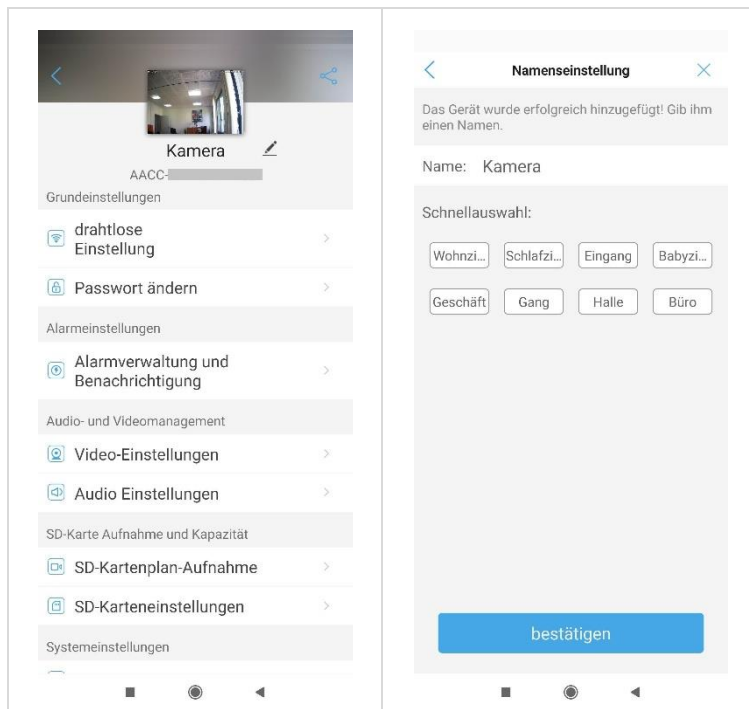 Kamera
AACC-
Grundeinstellungen
drahtlose
Einstellung
Passwort ändern
Alarmeinstellungen
Alarmverwaltung und
Benachrichtigung
Audio- und Videomanagement
Video-Einstellungen
Audio Einstellungen
SD-Karte Aufnahme und Kapazität
SD-Kartenplan-Aufnahme
SD-Karteneinstellungen
Systemeinstellungen
Namenseinstellung
Das Gerät wurde erfolgreich hinzugefügt! Gib ihm
einen Namen.
Name: Kamera
Schnellauswahl:
Wohnzi... Schlafzi... Eingang Babyzi...
Geschäft Gang Halle Büro
bestätigen